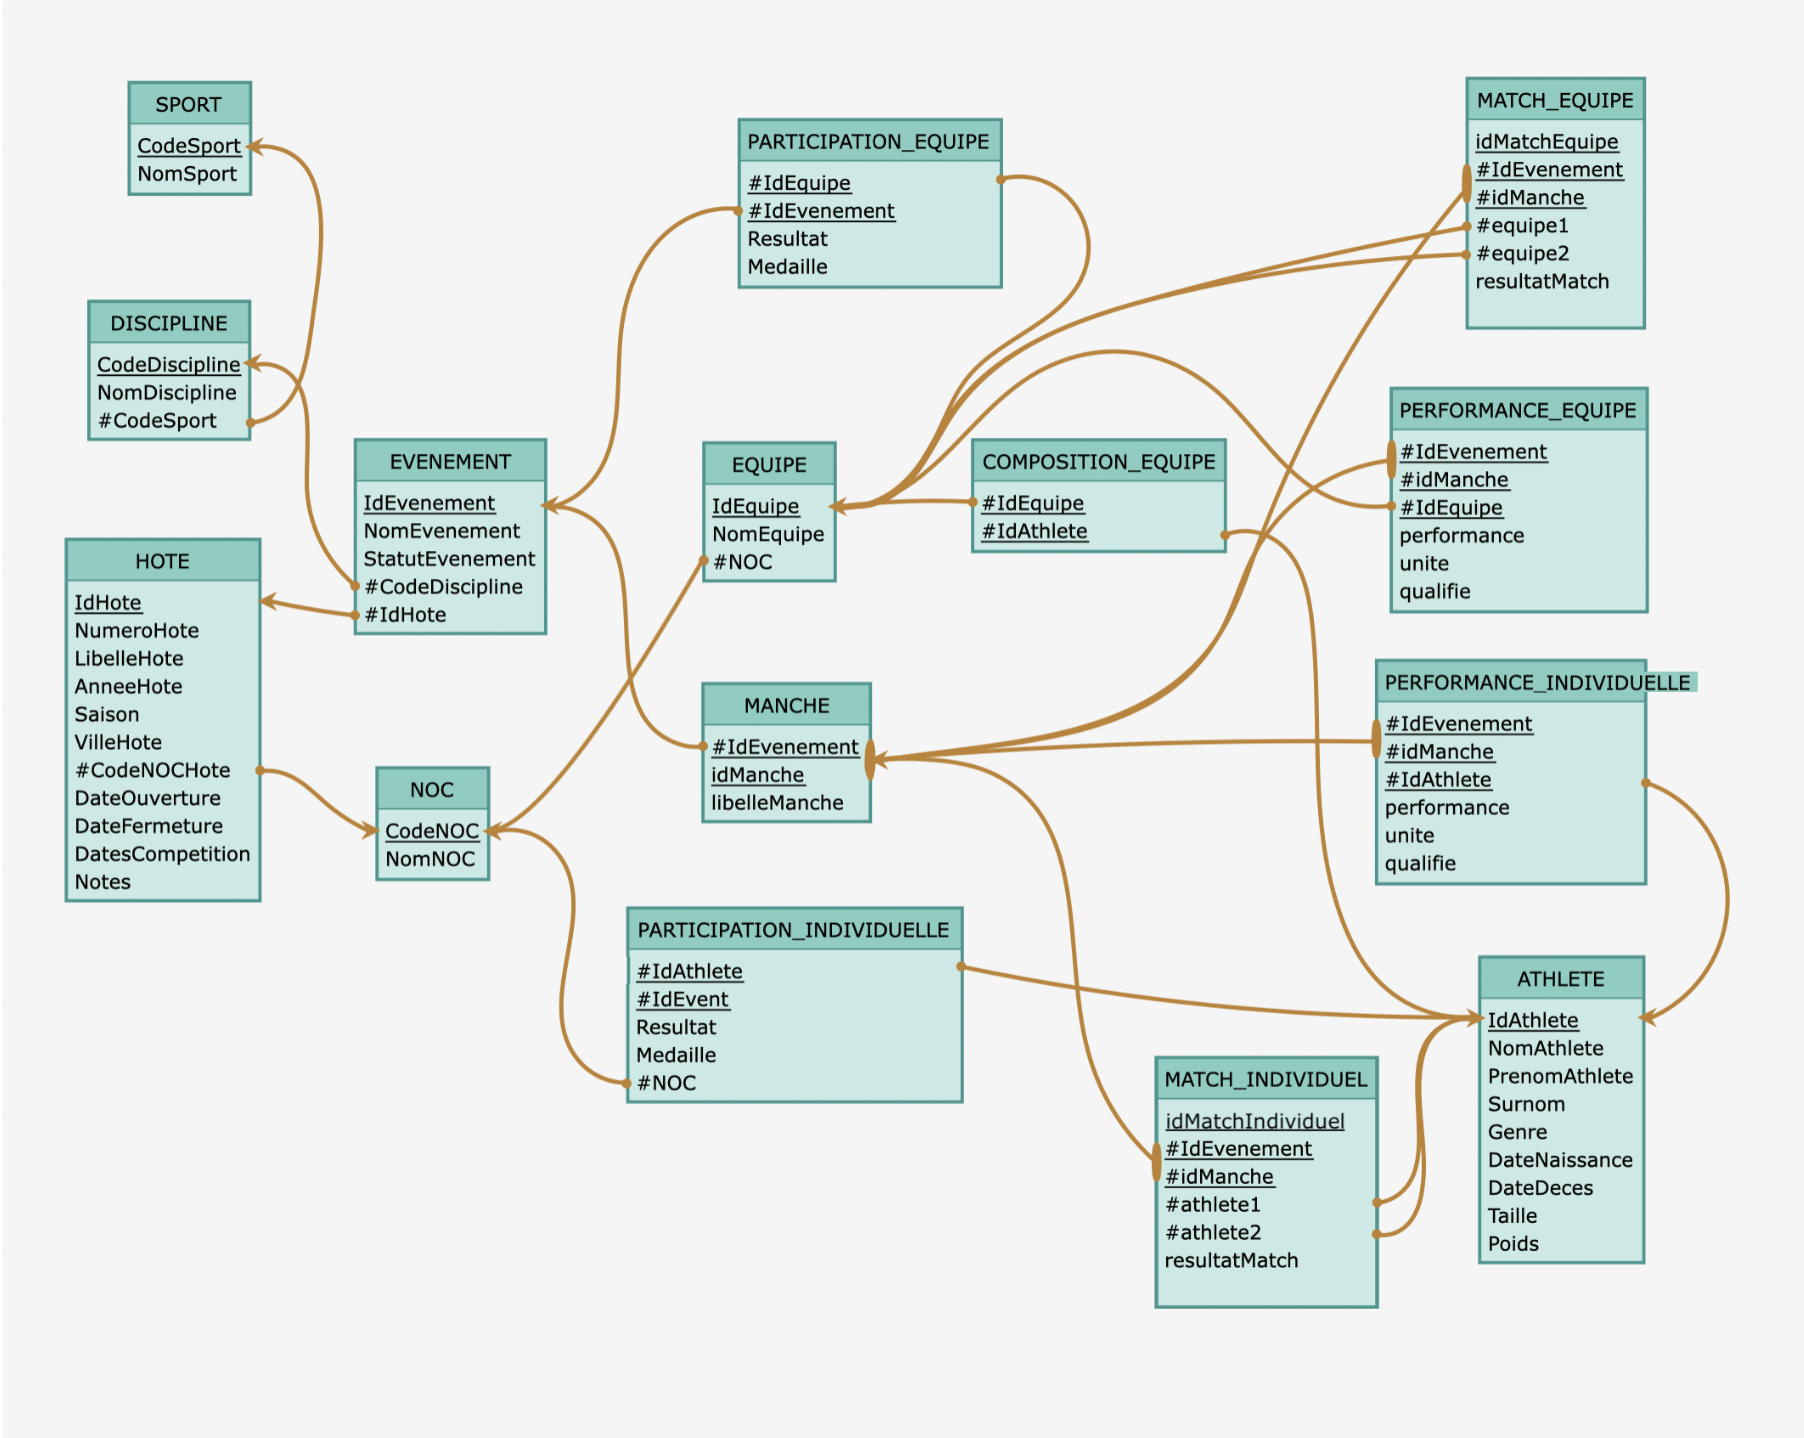 SPORT
CodeSport
NomSport
DISCIPLINE
CodeDiscipline
NomDiscipline
#CodeSport
HOTE
IdHote
NumeroHote
LibelleHote
AnneeHote
Saison
VilleHote
#CodeNOCHote
DateOuverture
DateFermeture
DatesCompetition
Notes
EVENEMENT
IdEvenement
NomEvenement
StatutEvenement
#CodeDiscipline
#IdHote
NOC
CodeNOC
NomNOC
PARTICIPATION_EQUIPE
#IdEquipe
#IdEvenement
Resultat
Medaille
EQUIPE
IdEquipe
NomEquipe
#NOC
MANCHE
#IdEvenement
idManche
libelleManche
PARTICIPATION_INDIVIDUELLE
#IdAthlete
#IdEvent
Resultat
Medaille
#NOC
COMPOSITION_EQUIPE
#IdEquipe
#IdAthlete
MATCH_INDIVIDUEL
idMatchIndividuel
#IdEvenement
#idManche
#athlete1
#athlete2
resultatMatch
MATCH_EQUIPE
idMatchEquipe
#IdEvenement
#idManche
#equipe1
#equipe2
resultatMatch
PERFORMANCE_EQUIPE
#IdEvenement
#idManche
#IdEquipe
performance
unite
qualifie
PERFORMANCE_INDIVIDUELLE
#IdEvenement
#idManche
#IdAthlete
performance
unite
qualifie
ATHLETE
IdAthlete
NomAthlete
PrenomAthlete
Surnom
Genre
DateNaissance
DateDeces
Taille
Poids